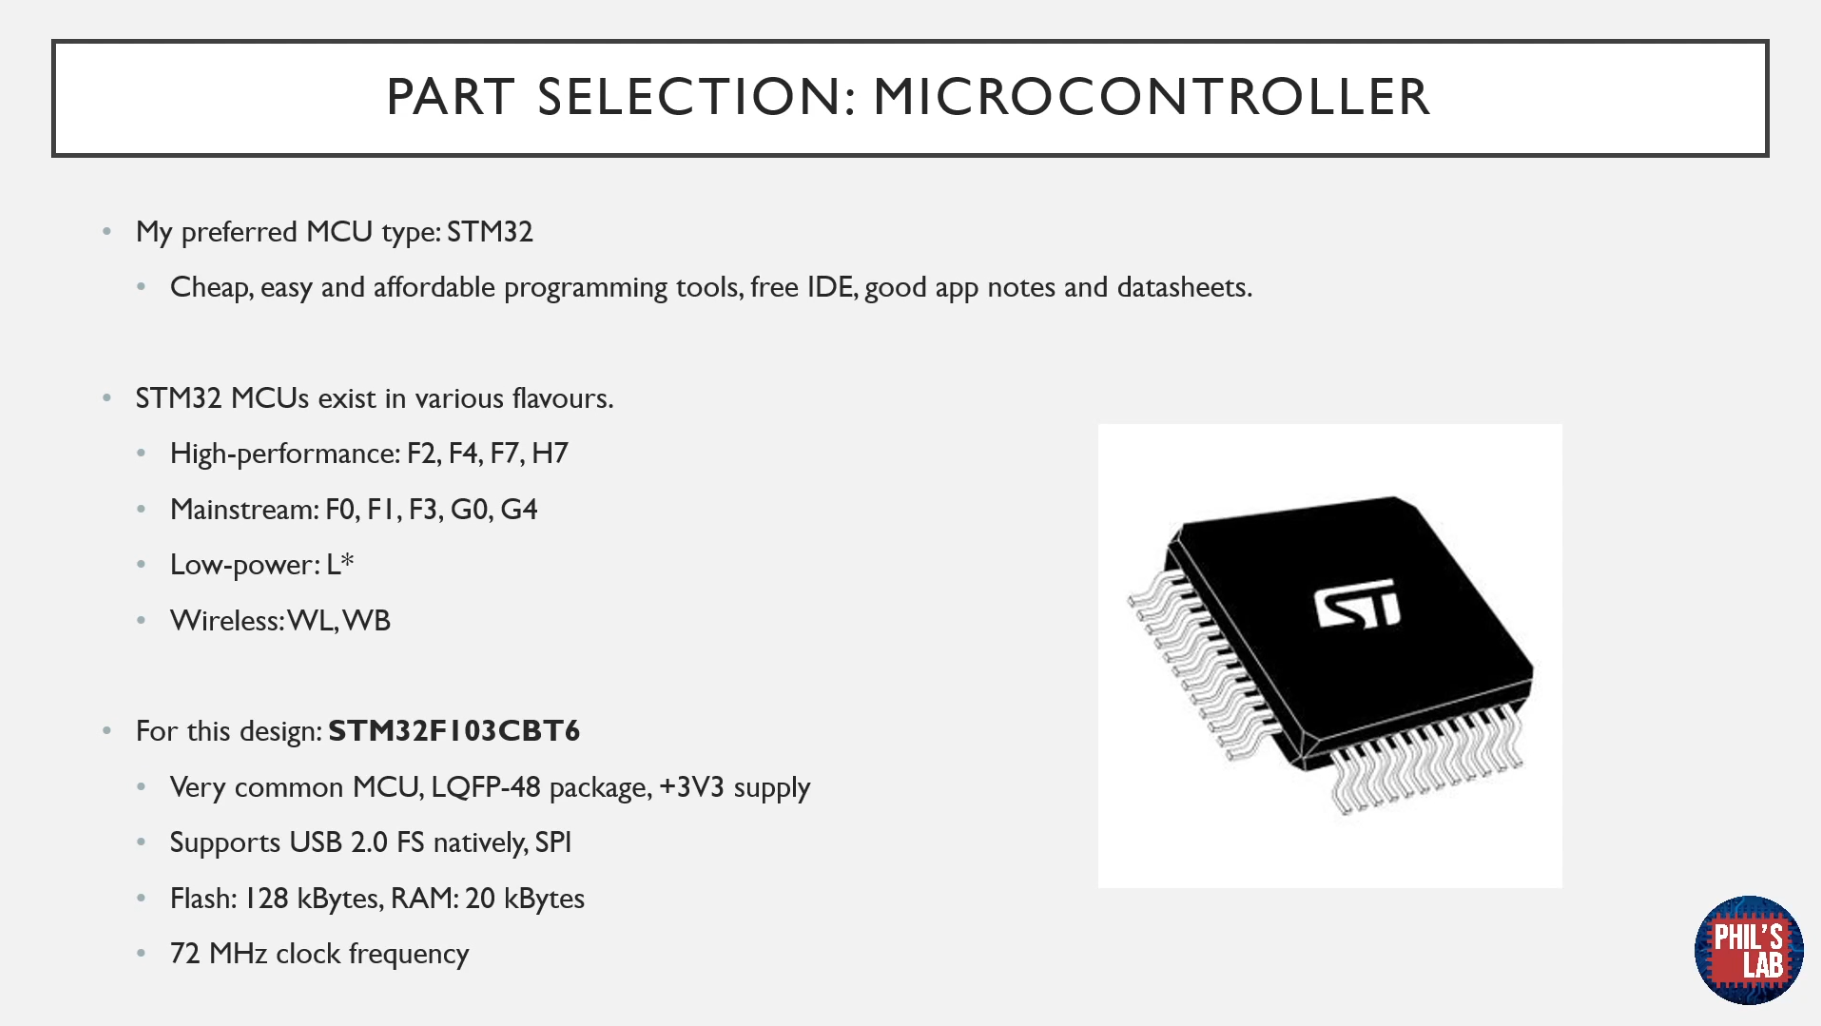 PART SELECTION: MICROCONTROLLER
My preferred MCU type: STM32
Cheap, easy and affordable programming tools, free IDE, good app notes and datasheets.
STM32 MCUs exist in various flavours.
High-performance: F2, F4, F7, H7
Mainstream: F0, F1, F3, G0, G4
Low-power: L*
Wireless: WL, WB
For this design: STM32F103CBT6
Very common MCU, LQFP-48 package, +3V3 supply
Supports USB 2.0 FS natively, SPI
Flash: 128 kBytes, RAM: 20 kBytes
72 MHz clock frequency
ST
PHIL'S
LAB